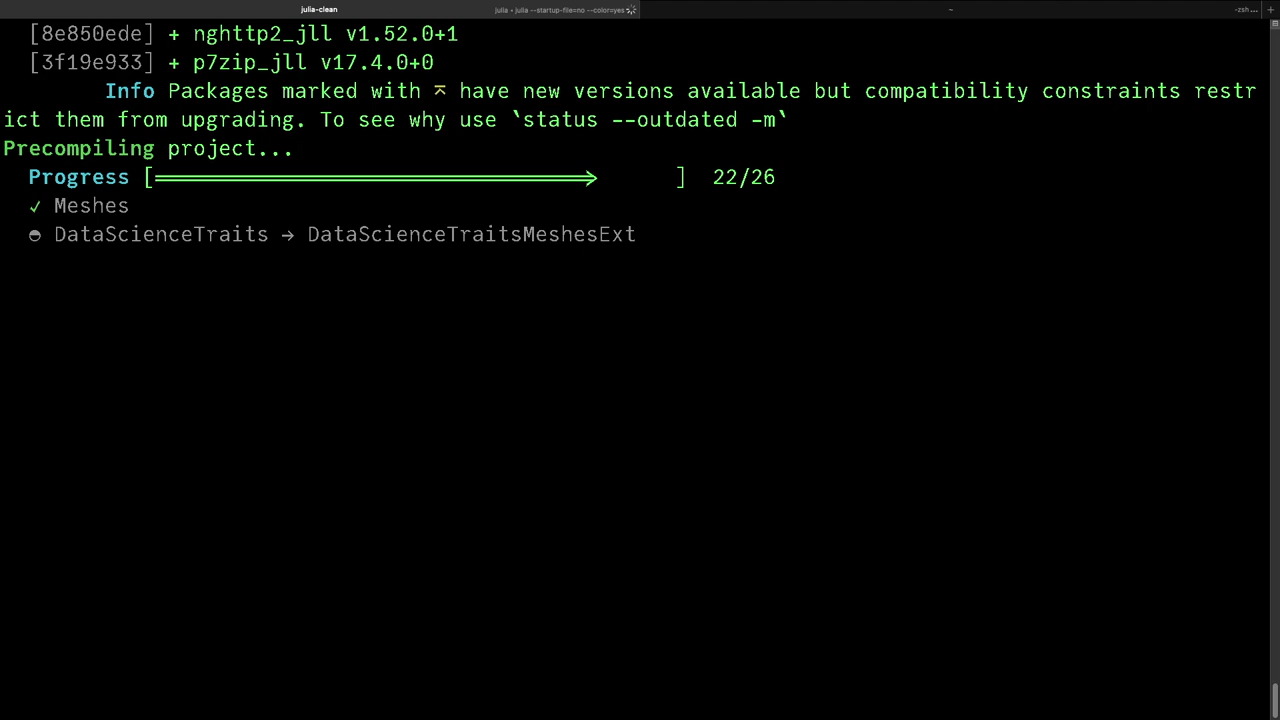 julia-clean
julia • julia --startup-file=no --color=yes
~
-zsh...
+
[8e850ede] + nghttp2_jll v1.52.0+1
[3f19e933] + p7zip_jll v17.4.0+0
Info Packages marked with ⌅ have new versions available but compatibility constraints restr
ict them from upgrading. To see why use `status --outdated -m`
Precompiling project...
Progress [=======================================>      ] 22/26
✓ Meshes
◓ DataScienceTraits → DataScienceTraitsMeshesExt